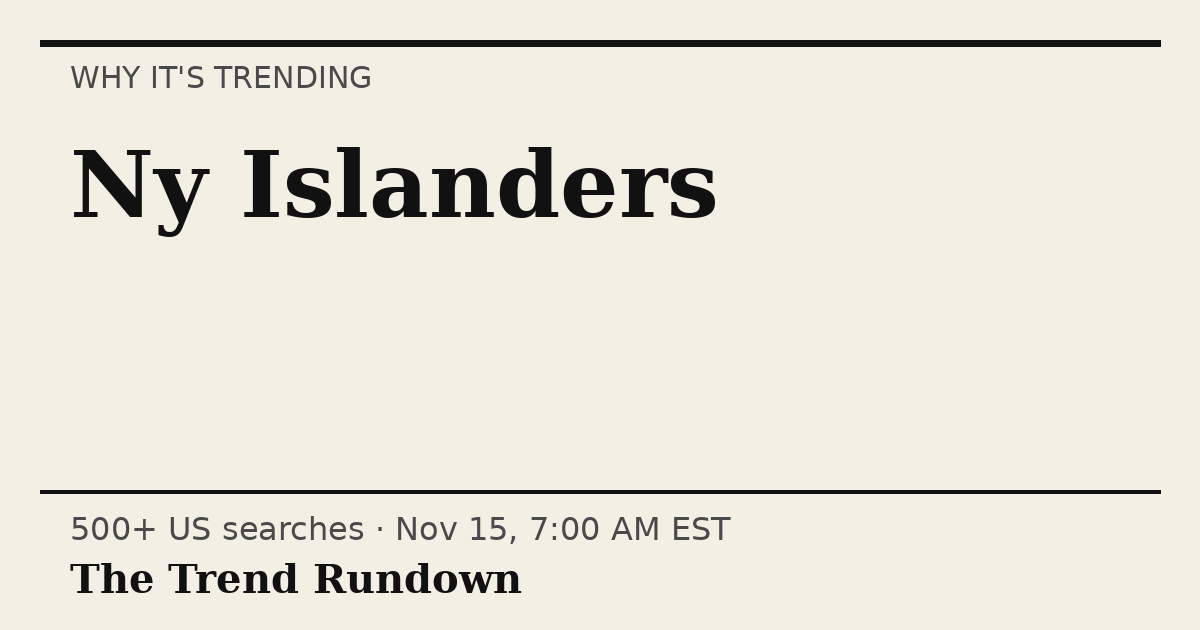 WHY IT'S TRENDING
Ny Islanders
500+ US searches · Nov 15, 7:00 AM EST
The Trend Rundown